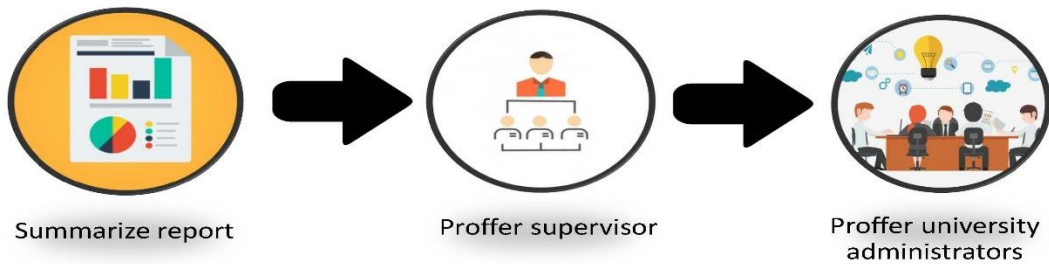 Summarize report
Proffer supervisor
Proffer university
administrators